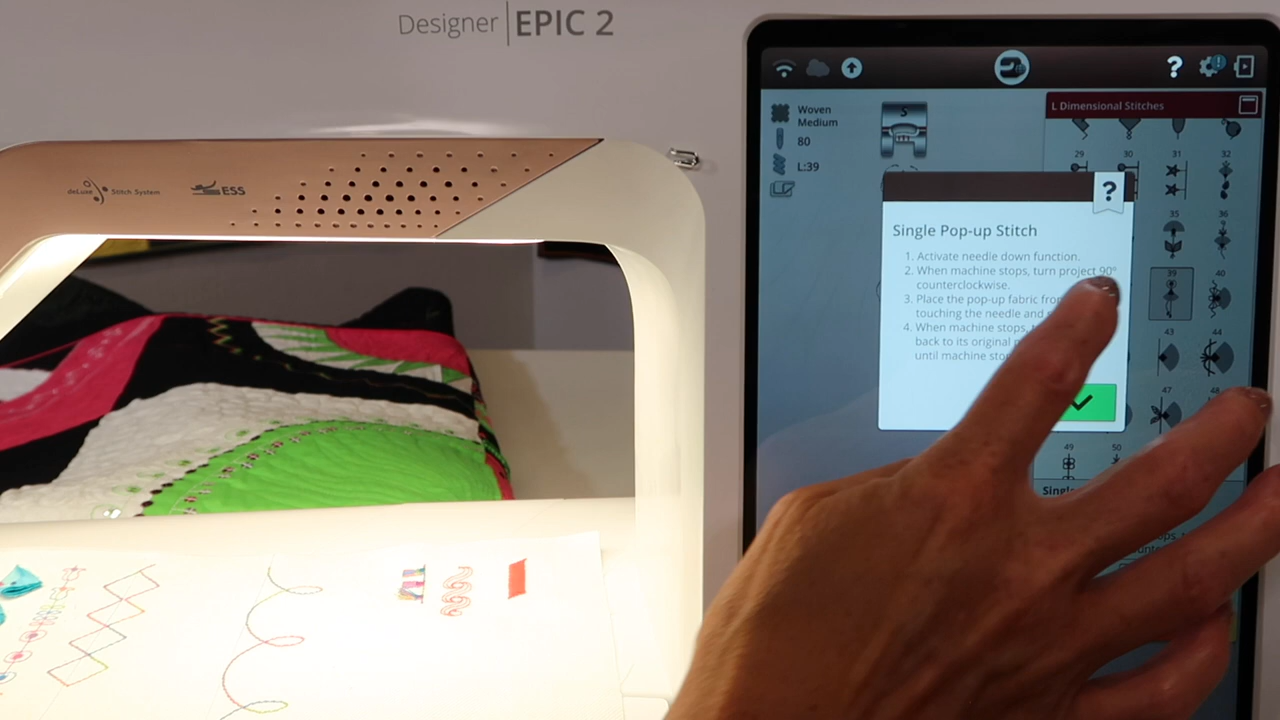 Designer EPIC 2
deLuxe Stitch System
ESS
Woven
Medium
80
L:39
S
?
L Dimensional Stitches
29 30 31 32
35 36
39 40
43 44
47 48
49 50
?
Single Pop-up Stitch
1. Activate needle down function.
2. When machine stops, turn project 90°
counterclockwise.
3. Place the pop-up fabric
touching the needle and
4. When machine stops,
back to its original
until machine
Single